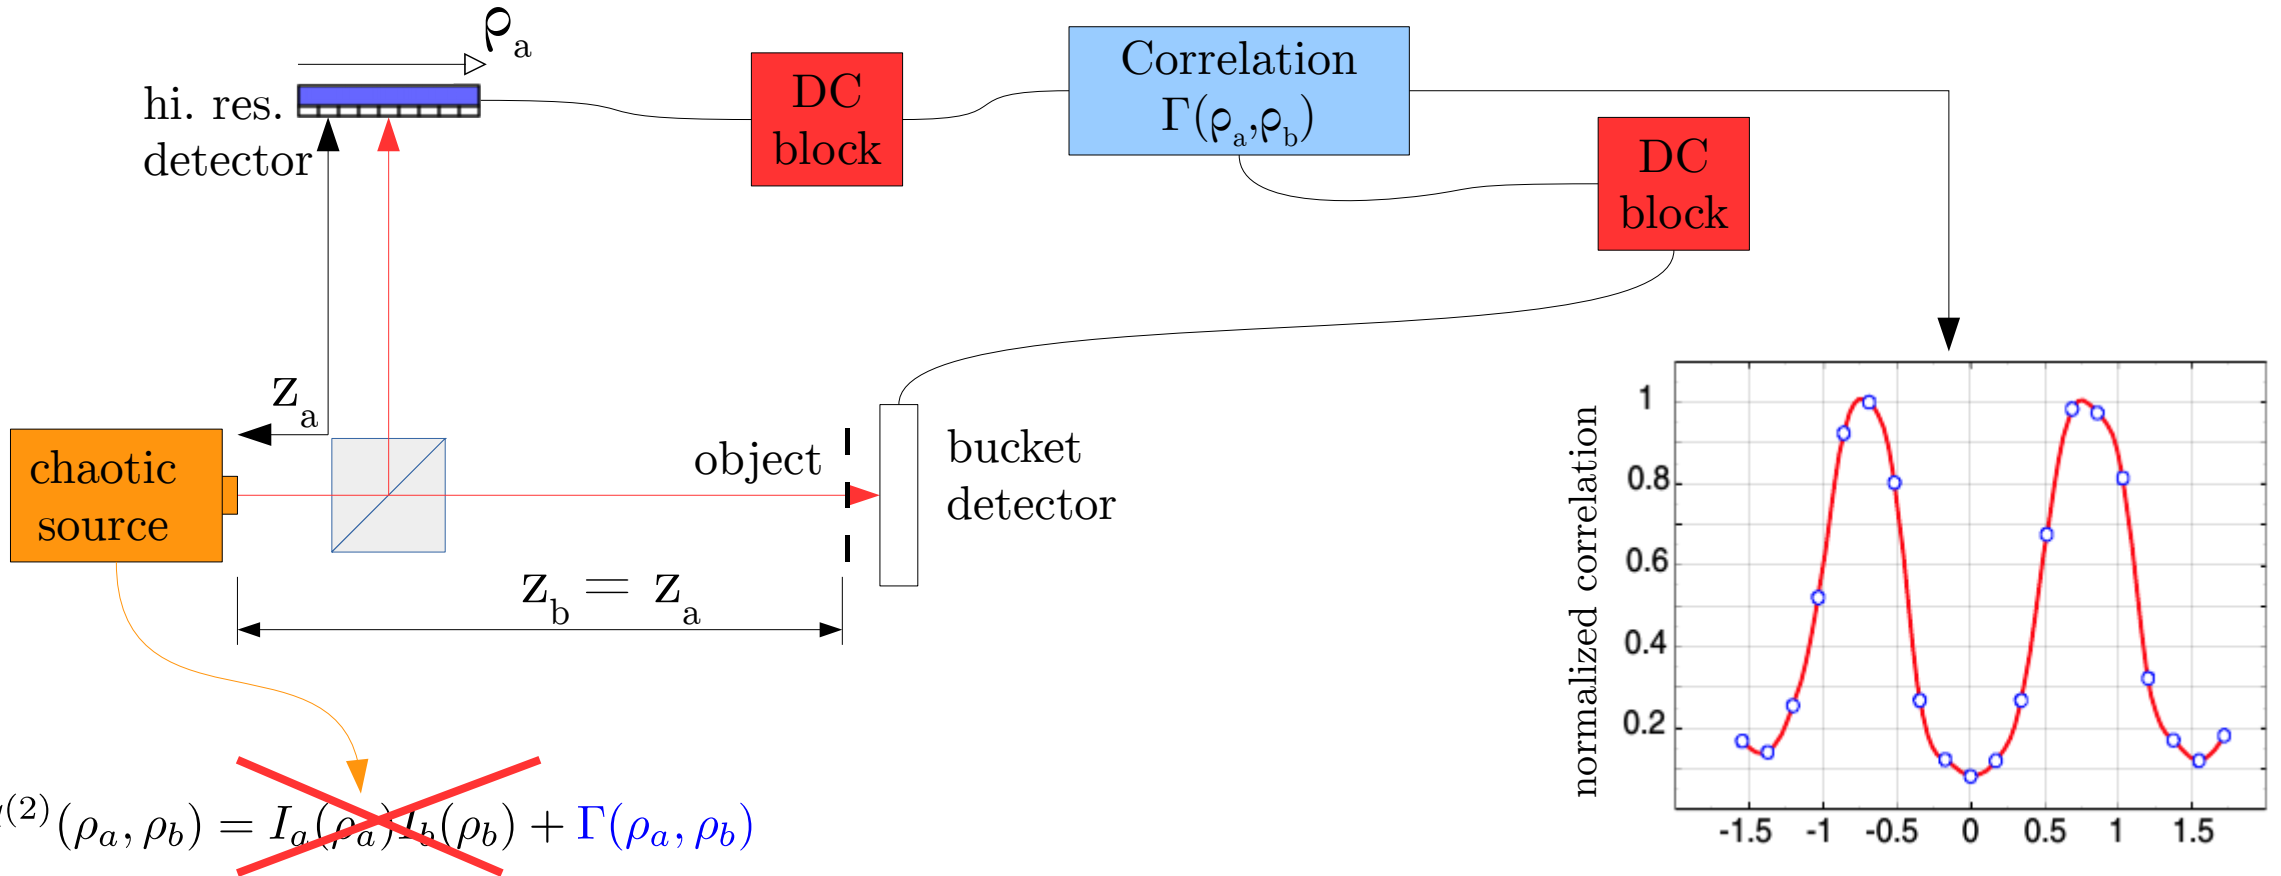 ρa
hi. res.
detector
DC
block
Correlation
Γ(ρa,ρb)
DC
block
za
chaotic
source
object
bucket
detector
zb = za
(2)(ρa, ρb) = Ia(ρa)Ib(ρb) + Γ(ρa, ρb)
normalized correlation
1
0.8
0.6
0.4
0.2
-1.5 -1 -0.5 0 0.5 1 1.5